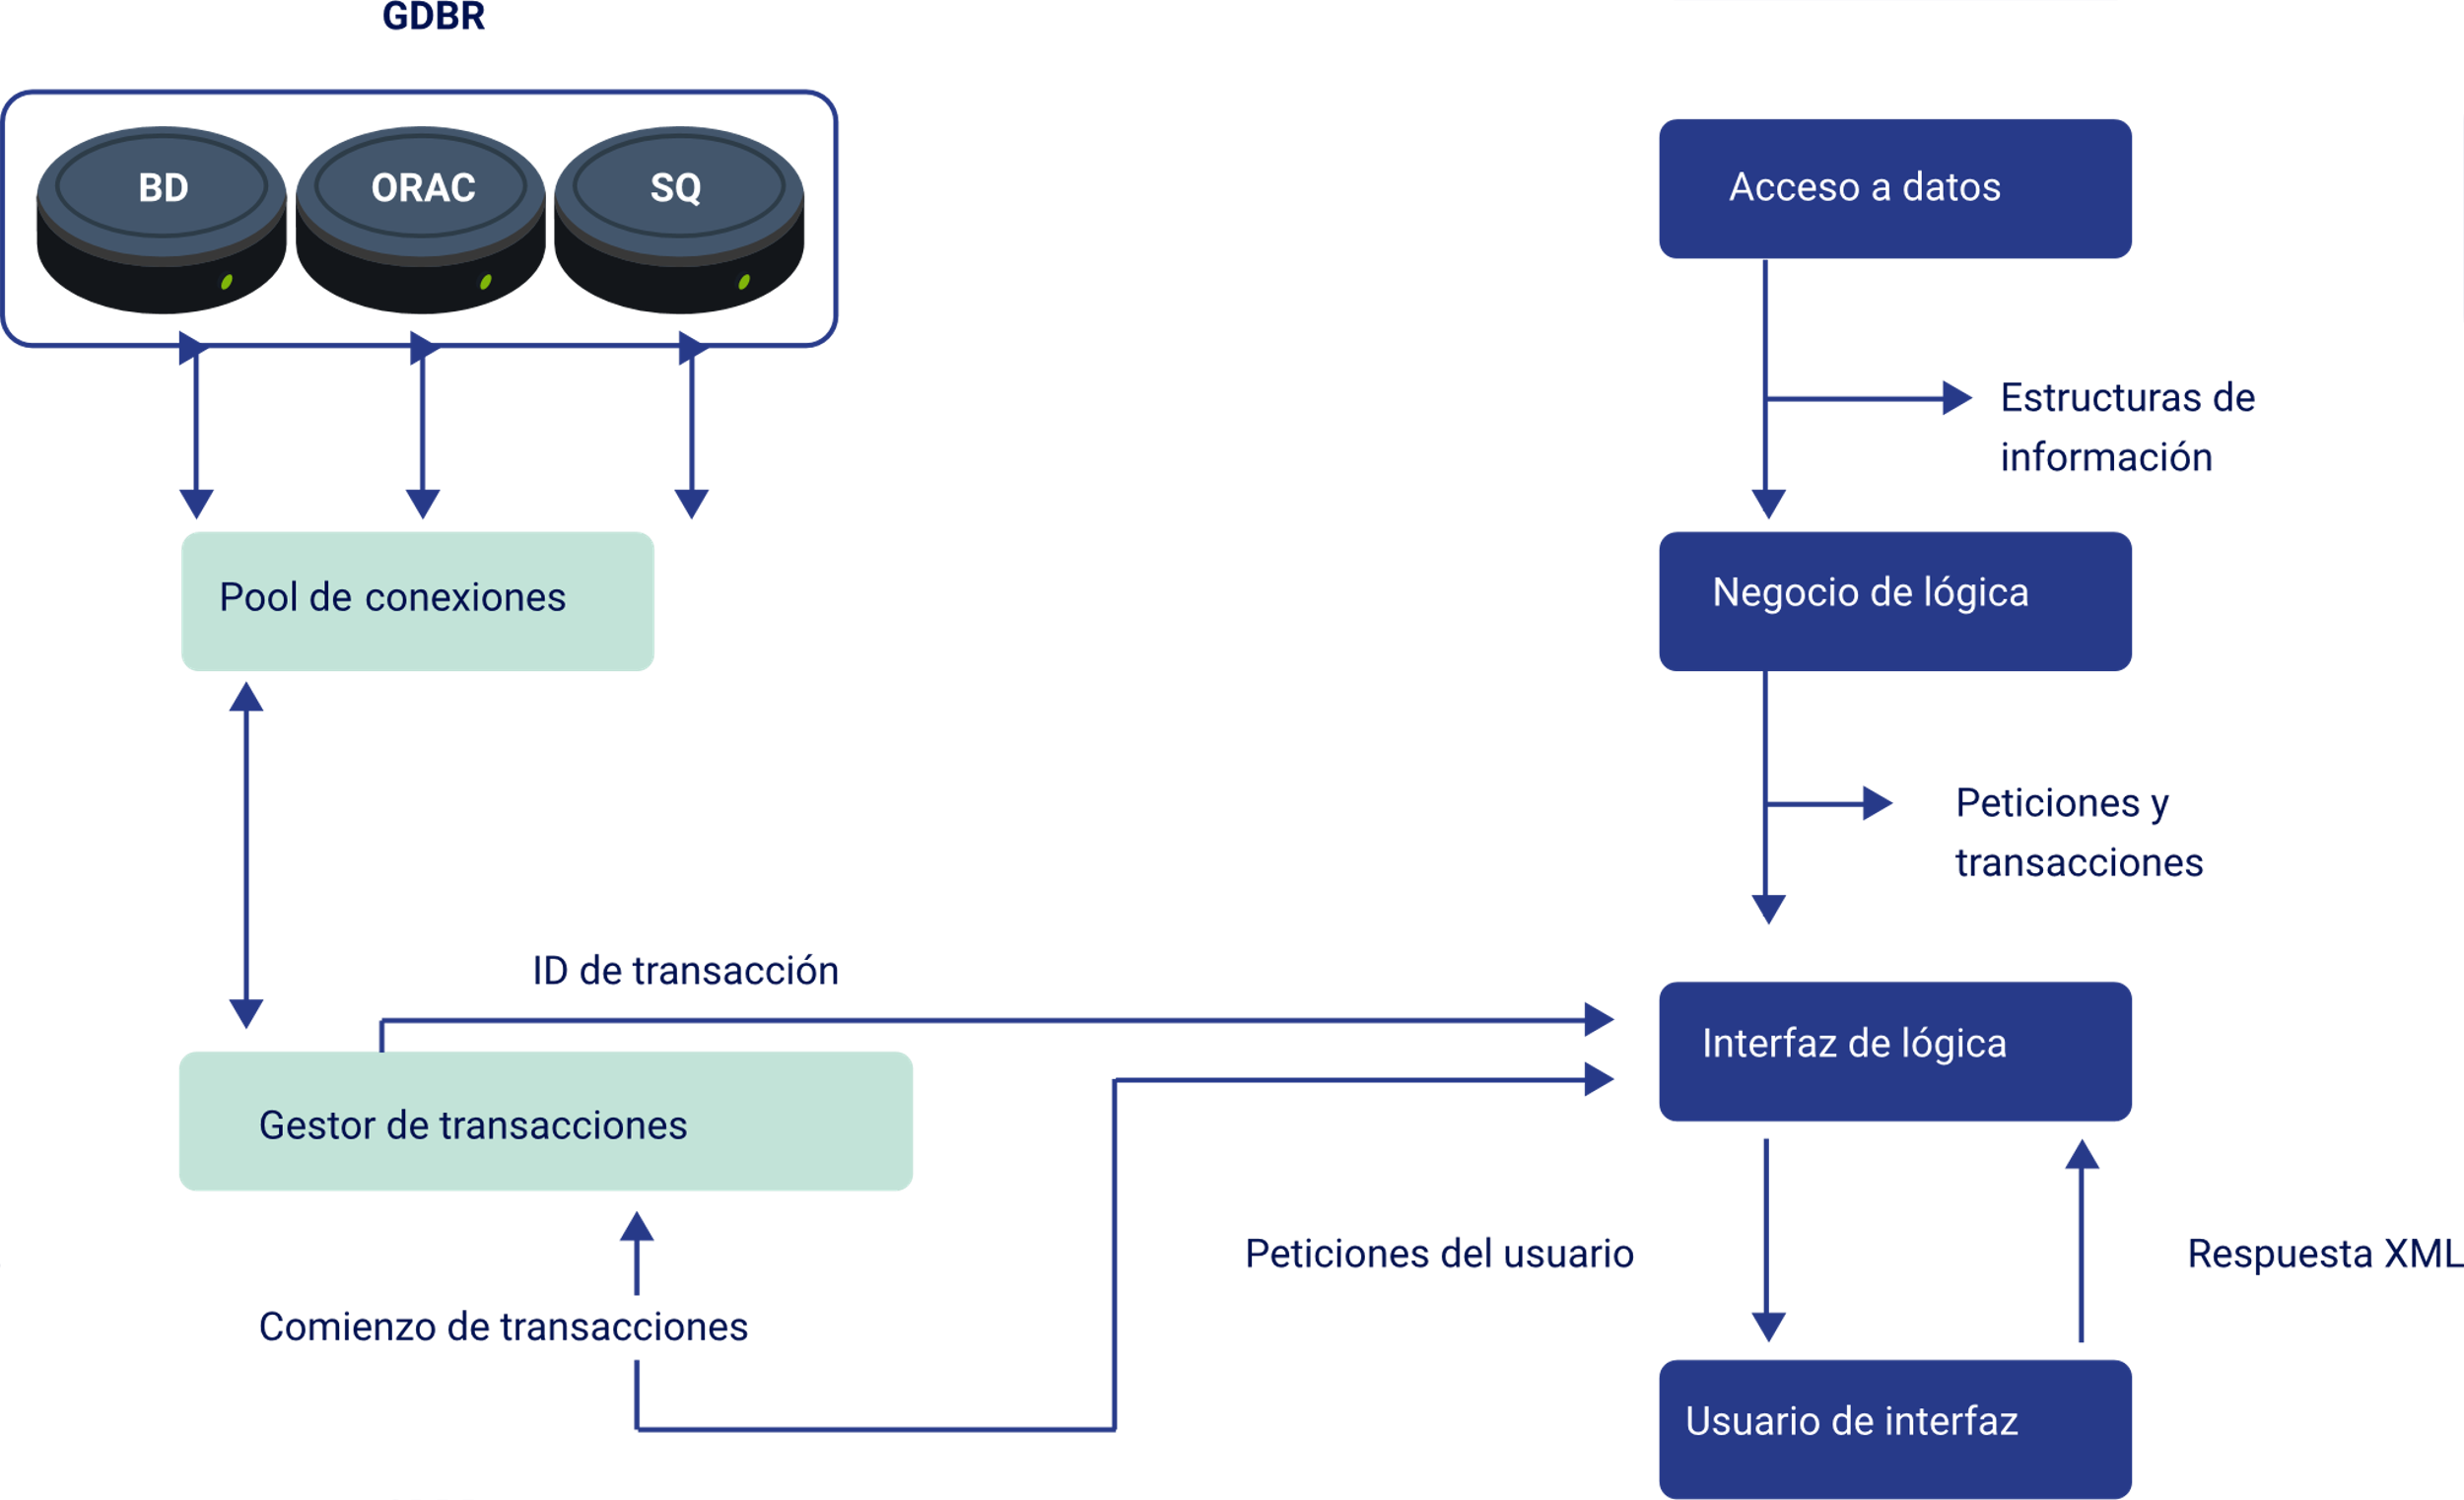 GDBR
BD
ORAC
SQ
Acceso a datos
Estructuras de
información
Pool de conexiones
Negocio de lógica
Peticiones y
transacciones
ID de transacción
Interfaz de lógica
Gestor de transacciones
Peticiones del usuario
Respuesta XML
Comienzo de transacciones
Usuario de interfaz